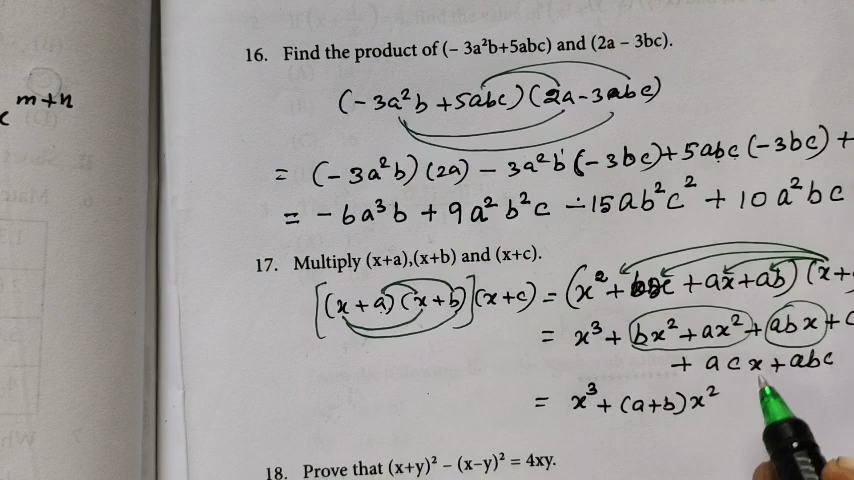 m+n
c
16. Find the product of (– 3a²b+5abc) and (2a – 3bc).
(-3a²b + 5abc) (2a - 3abc)
= (-3a²b) (2a) - 3a²b (-3bc) + 5abc (-3bc) +
= -6a³b + 9a²b²c - 15ab²c² + 10a²bc
17. Multiply (x+a),(x+b) and (x+c).
[(x + a) (x + b)] (x + c) = (x² + bx + ax + ab) (x +
= x³ + bx² + ax² + abx + c
+ acx + abc
= x³ + (a+b)x²
18. Prove that (x+y)² – (x–y)² = 4xy.